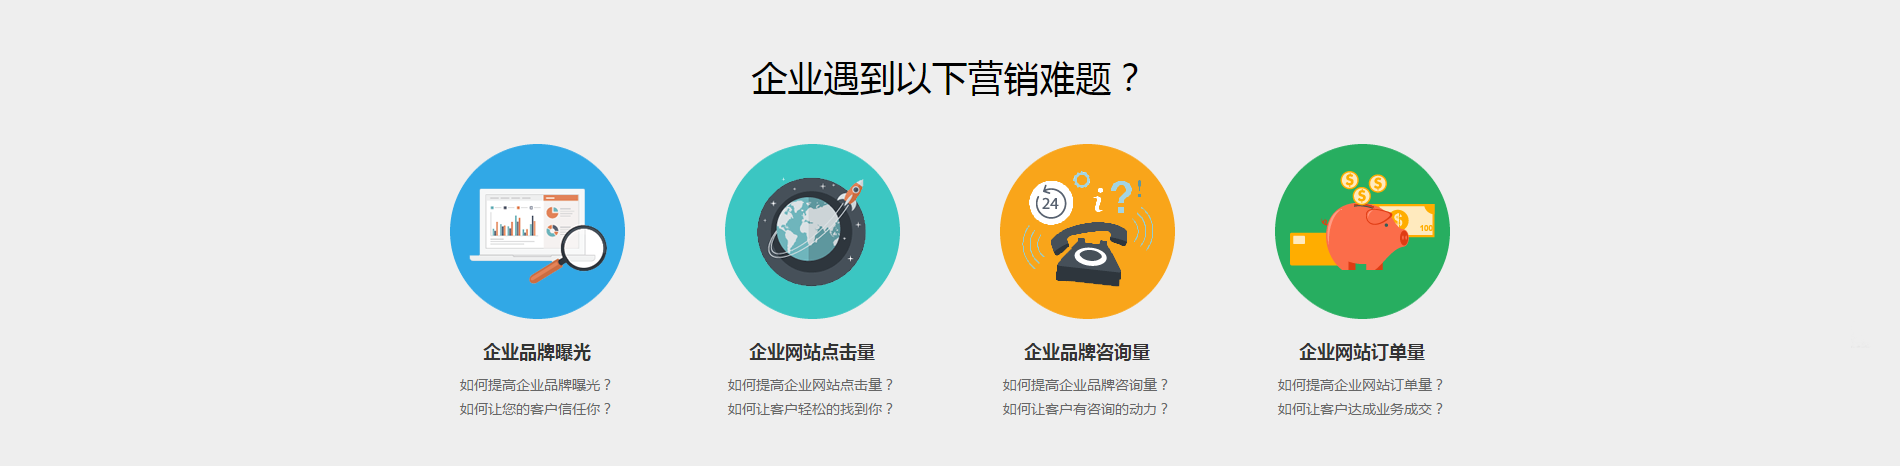 企业遇到以下营销难题？
24
i
?
!
$
$
$
$
100
企业品牌曝光
如何提高企业品牌曝光？
如何让您的客户信任你？
企业网站点击量
如何提高企业网站点击量？
如何让客户轻松的找到你？
企业品牌咨询量
如何提高企业品牌咨询量？
如何让客户有咨询的动力？
企业网站订单量
如何提高企业网站订单量？
如何让客户达成业务成交？